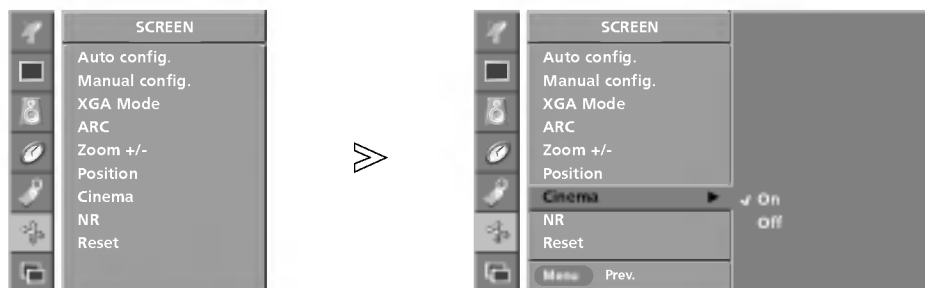 SCREEN
Auto config.
Manual config.
XGA Mode
ARC
Zoom +/-
Position
Cinema
NR
Reset
SCREEN
Auto config.
Manual config.
XGA Mode
ARC
Zoom +/-
Position
Cinema
On
Off
NR
Reset
Menu Prev.